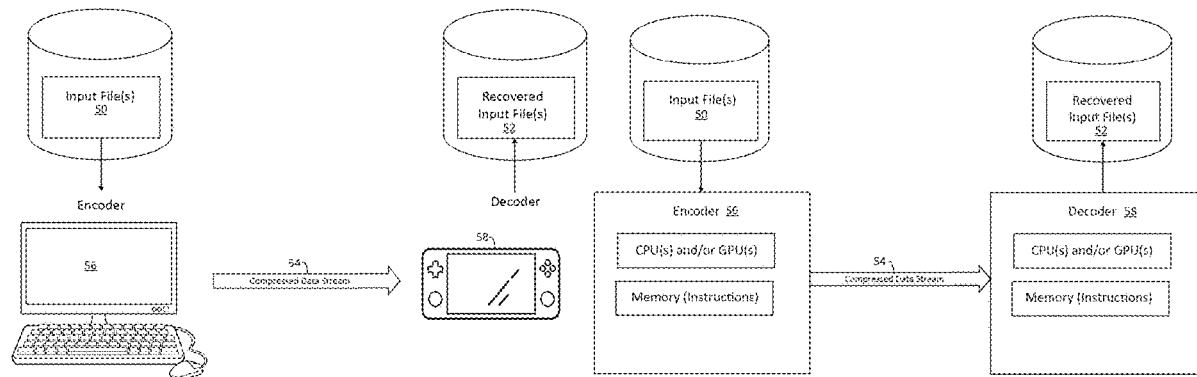 Input File(s)
50
Encoder
56
54
Compressed Data Stream
Recovered
Input File(s)
52
Decoder
58
Input File(s)
50
Encoder 56
CPU(s) and/or GPU(s)
Memory (Instructions)
54
Compressed Data Stream
Recovered
Input File(s)
52
Decoder 58
CPU(s) and/or GPU(s)
Memory (Instructions)